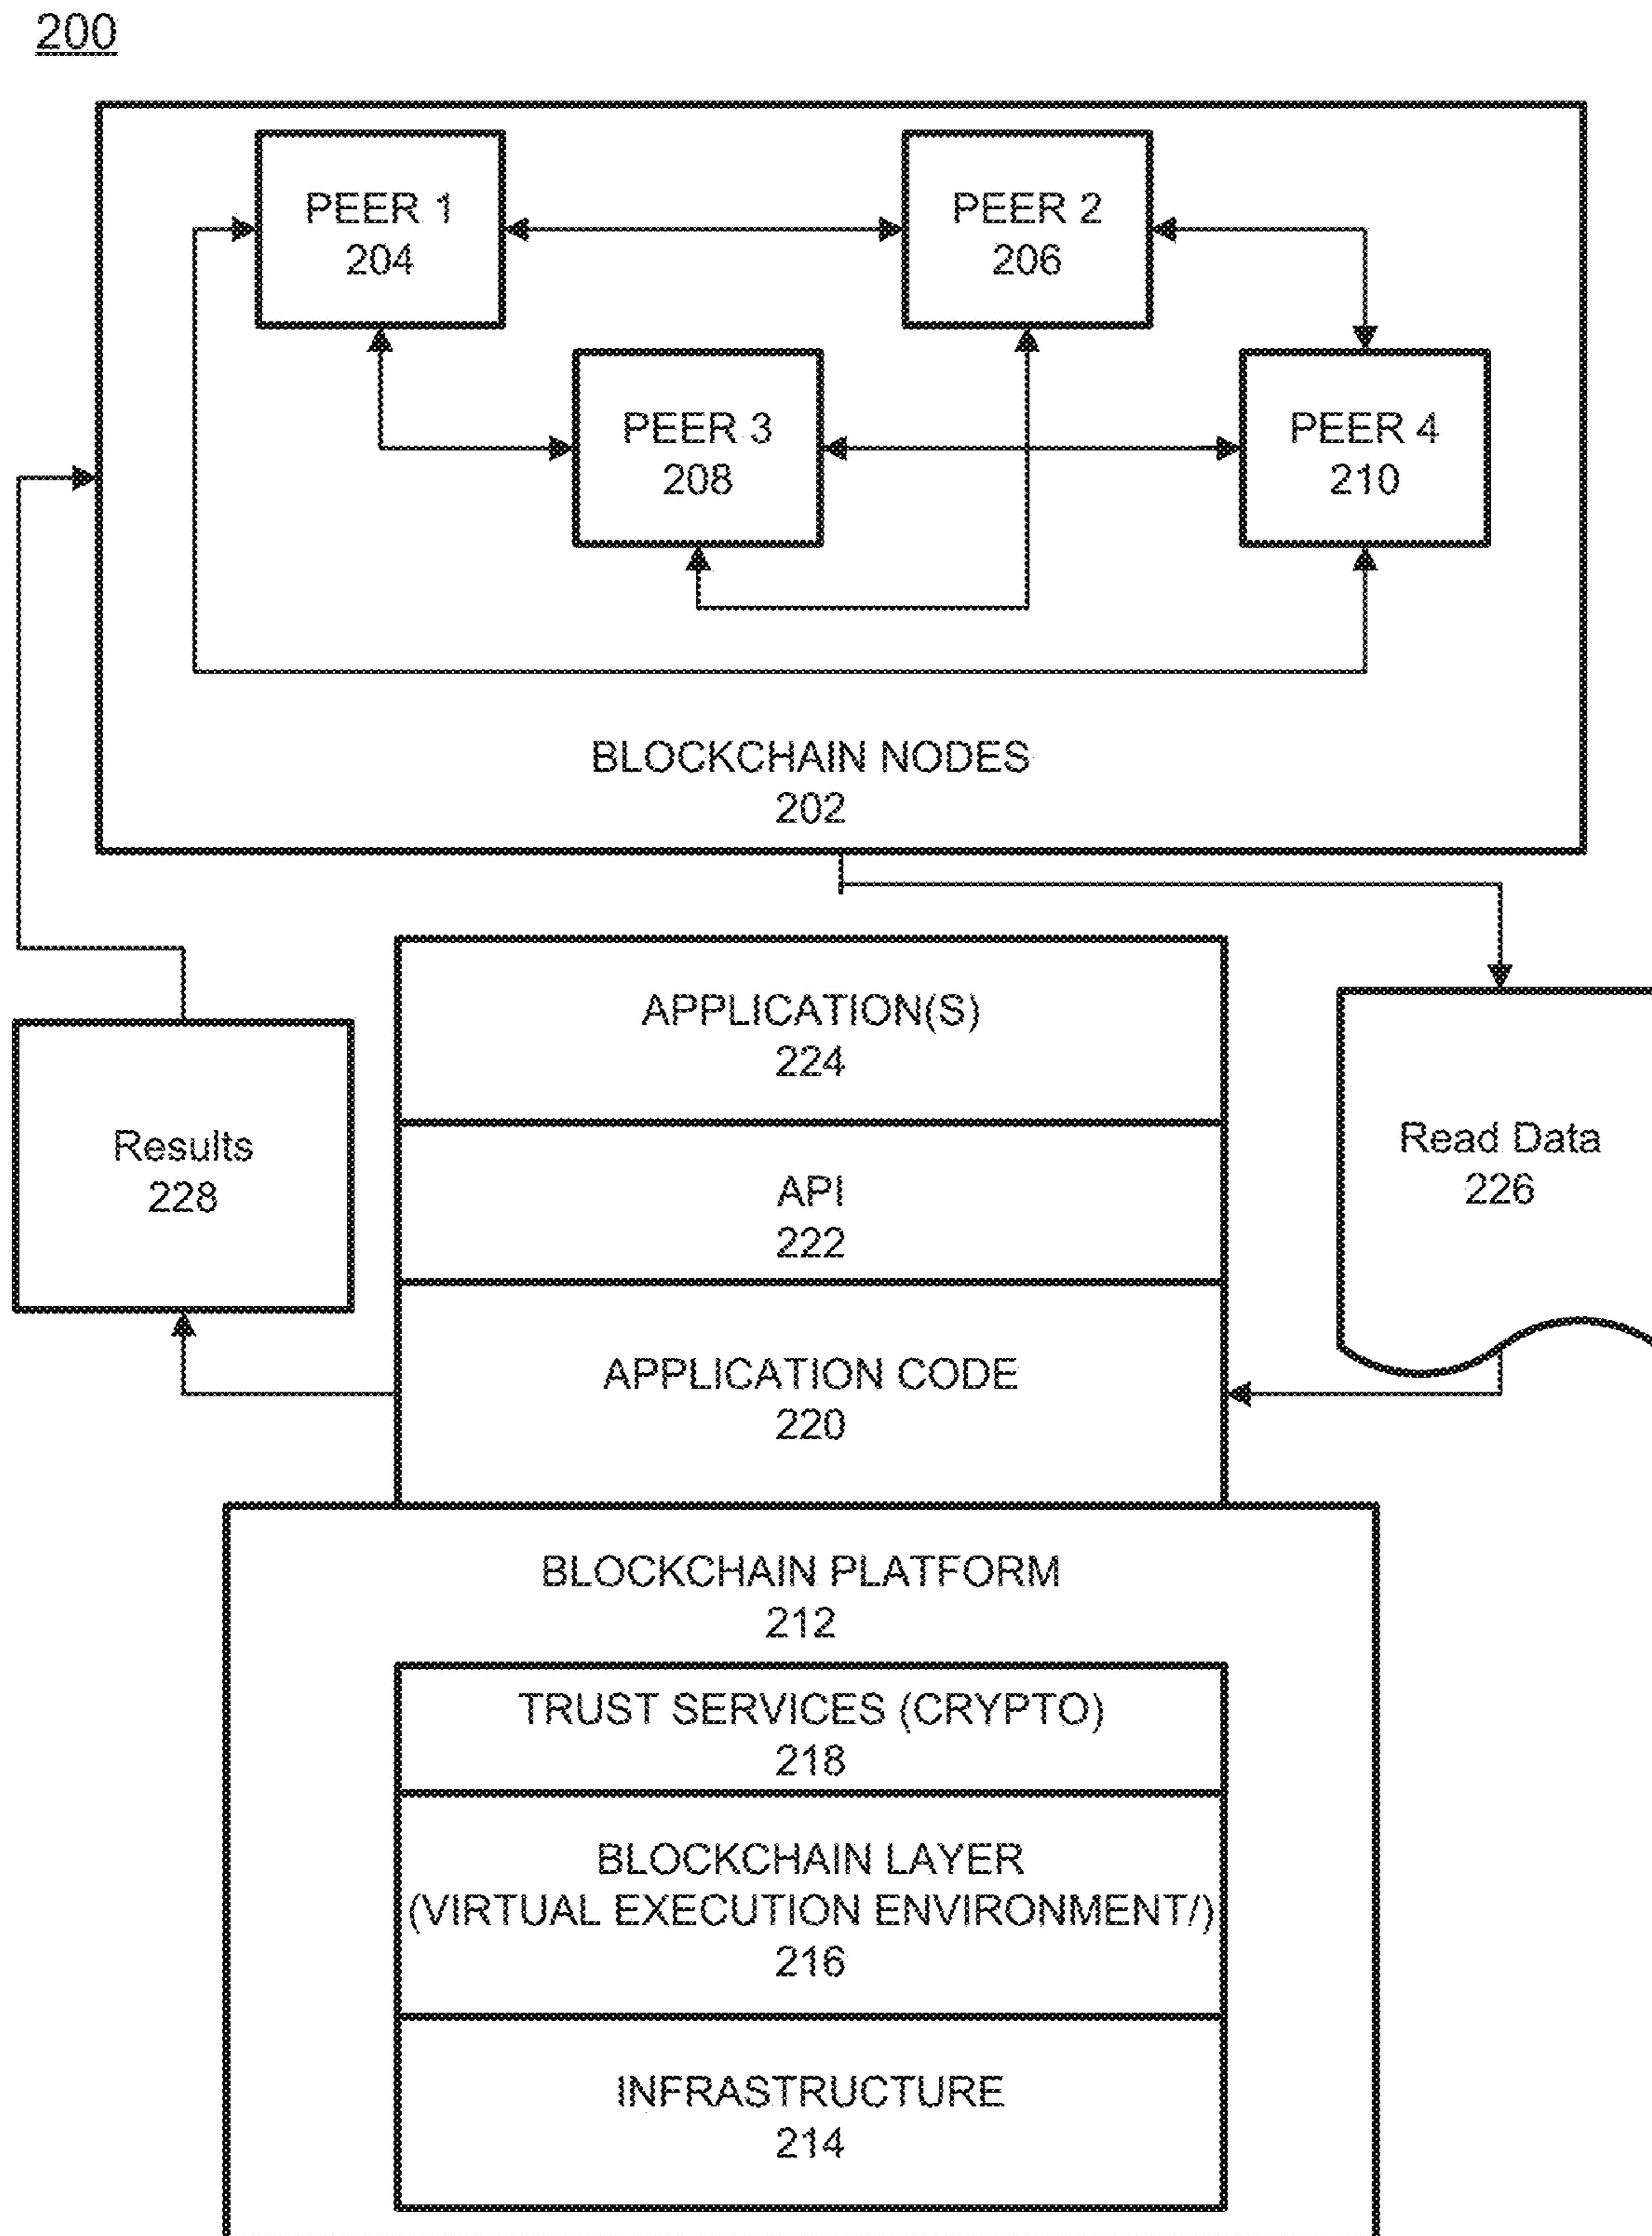 200
PEER 1
204
PEER 2
206
PEER 3
208
PEER 4
210
BLOCKCHAIN NODES
202
APPLICATION(S)
224
Results
228
API
222
Read Data
226
APPLICATION CODE
220
BLOCKCHAIN PLATFORM
212
TRUST SERVICES (CRYPTO)
218
BLOCKCHAIN LAYER
(VIRTUAL EXECUTION ENVIRONMENT/)
216
INFRASTRUCTURE
214